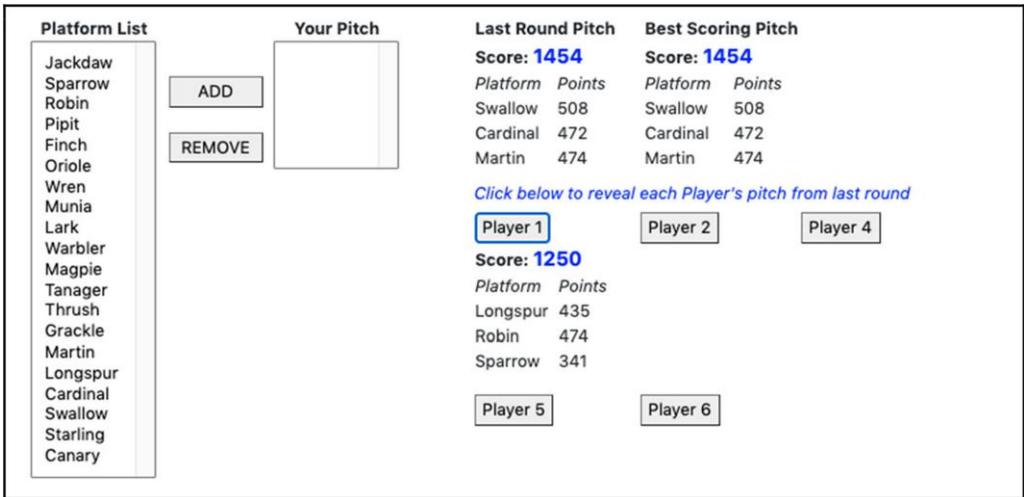 Platform List
Jackdaw
Sparrow
Robin
Pipit
Finch
Oriole
Wren
Munia
Lark
Warbler
Magpie
Tanager
Thrush
Grackle
Martin
Longspur
Cardinal
Swallow
Starling
Canary
ADD
REMOVE
Your Pitch
Last Round Pitch
Score: 1454
Platform Points
Swallow 508
Cardinal 472
Martin 474
Best Scoring Pitch
Score: 1454
Platform Points
Swallow 508
Cardinal 472
Martin 474
Click below to reveal each Player's pitch from last round
Player 1
Player 2
Player 4
Score: 1250
Platform Points
Longspur 435
Robin 474
Sparrow 341
Player 5
Player 6